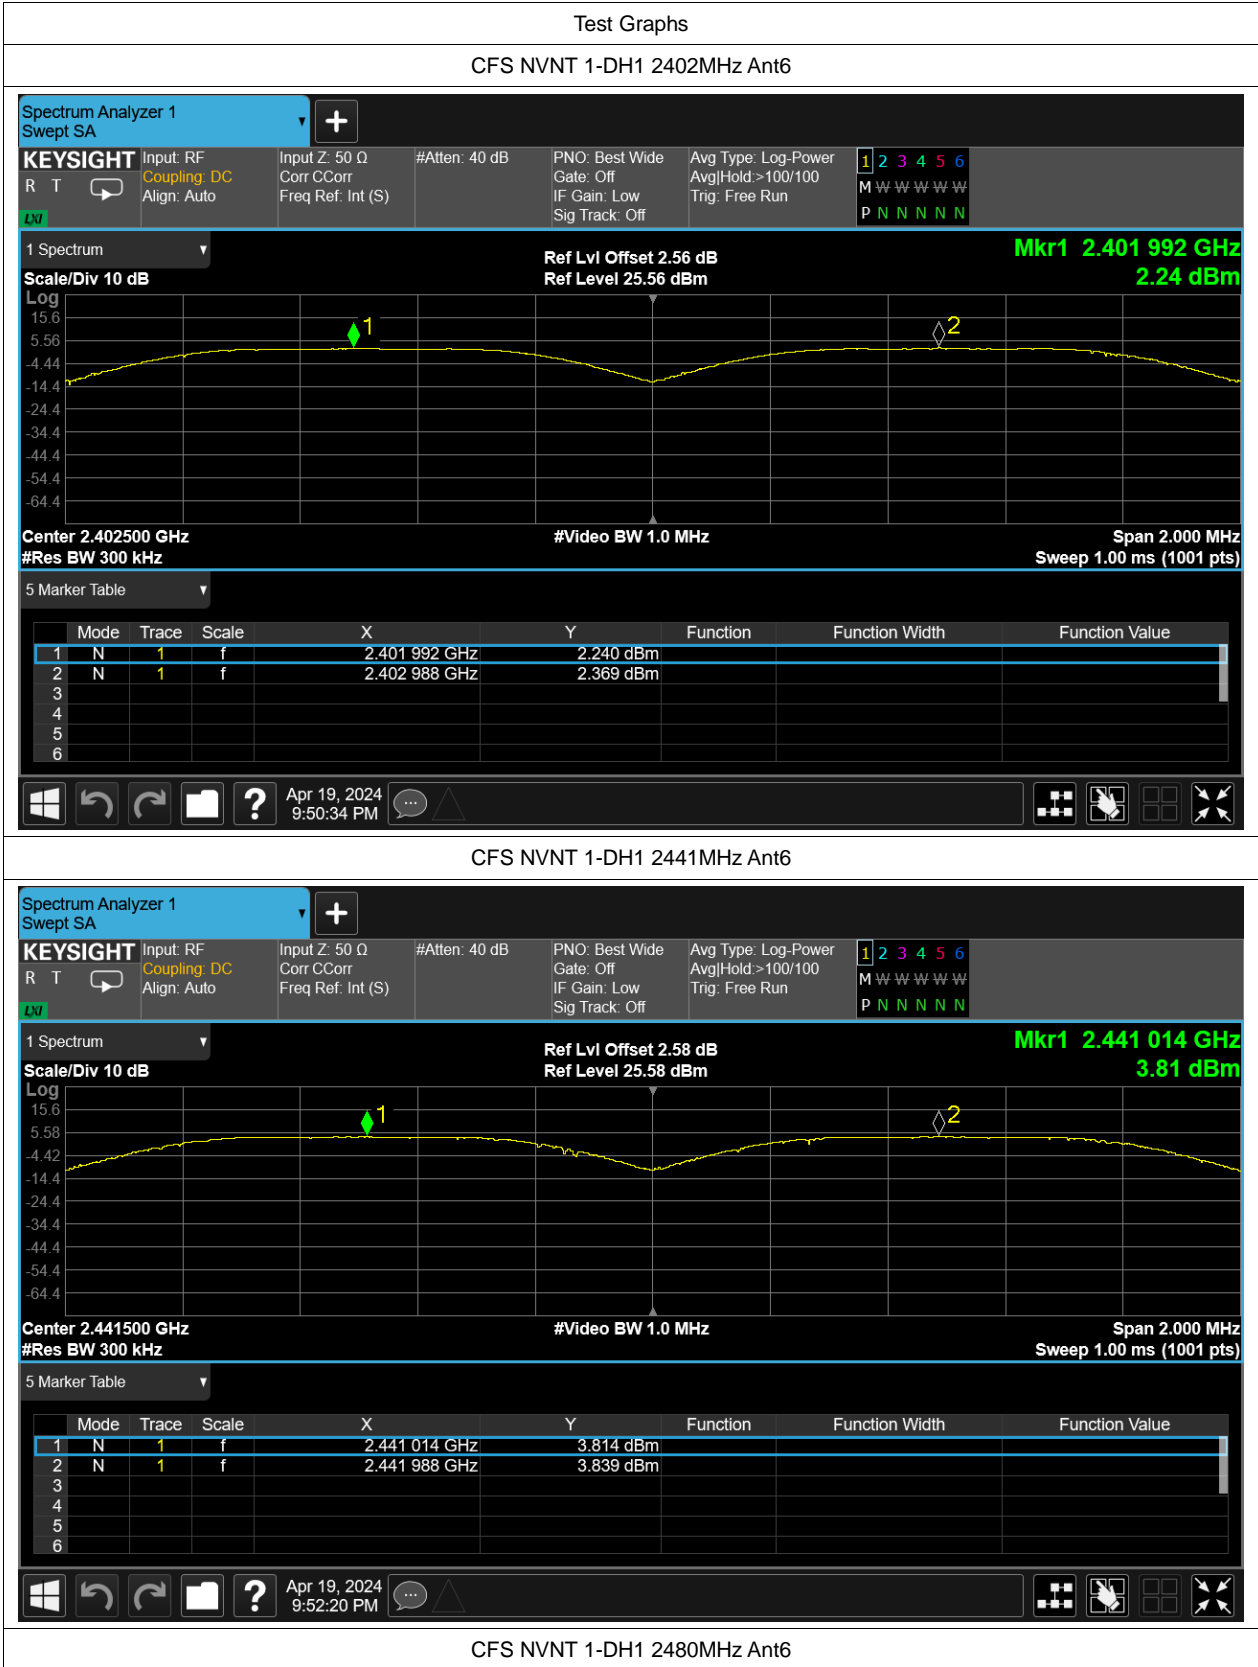 Test Graphs
CFS NVNT 1-DH1 2402MHz Ant6
Spectrum Analyzer 1
Swept SA
KEYSIGHT
R T
LXI
Input: RF
Coupling: DC
Align: Auto
Input Z: 50 Ω
Corr CCorr
Freq Ref: Int (S)
#Atten: 40 dB
PNO: Best Wide
Gate: Off
IF Gain: Low
Sig Track: Off
Avg Type: Log-Power
Avg|Hold:>100/100
Trig: Free Run
1 2 3 4 5 6
M W W W W W
P N N N N N
1 Spectrum
Scale/Div 10 dB
Ref Lvl Offset 2.56 dB
Ref Level 25.56 dBm
Mkr1 2.401 992 GHz
2.24 dBm
Log
15.6
5.56
-4.44
-14.4
-24.4
-34.4
-44.4
-54.4
-64.4
1
2
Center 2.402500 GHz
#Video BW 1.0 MHz
Span 2.000 MHz
#Res BW 300 kHz
Sweep 1.00 ms (1001 pts)
5 Marker Table
Mode Trace Scale X Y Function Function Width Function Value
1 N 1 f 2.401 992 GHz 2.240 dBm
2 N 1 f 2.402 988 GHz 2.369 dBm
3
4
5
6
?
Apr 19, 2024
9:50:34 PM
CFS NVNT 1-DH1 2441MHz Ant6
Spectrum Analyzer 1
Swept SA
KEYSIGHT
R T
LXI
Input: RF
Coupling: DC
Align: Auto
Input Z: 50 Ω
Corr CCorr
Freq Ref: Int (S)
#Atten: 40 dB
PNO: Best Wide
Gate: Off
IF Gain: Low
Sig Track: Off
Avg Type: Log-Power
Avg|Hold:>100/100
Trig: Free Run
1 2 3 4 5 6
M W W W W W
P N N N N N
1 Spectrum
Scale/Div 10 dB
Ref Lvl Offset 2.58 dB
Ref Level 25.58 dBm
Mkr1 2.441 014 GHz
3.81 dBm
Log
15.6
5.58
-4.42
-14.4
-24.4
-34.4
-44.4
-54.4
-64.4
1
2
Center 2.441500 GHz
#Video BW 1.0 MHz
Span 2.000 MHz
#Res BW 300 kHz
Sweep 1.00 ms (1001 pts)
5 Marker Table
Mode Trace Scale X Y Function Function Width Function Value
1 N 1 f 2.441 014 GHz 3.814 dBm
2 N 1 f 2.441 988 GHz 3.839 dBm
3
4
5
6
?
Apr 19, 2024
9:52:20 PM
CFS NVNT 1-DH1 2480MHz Ant6